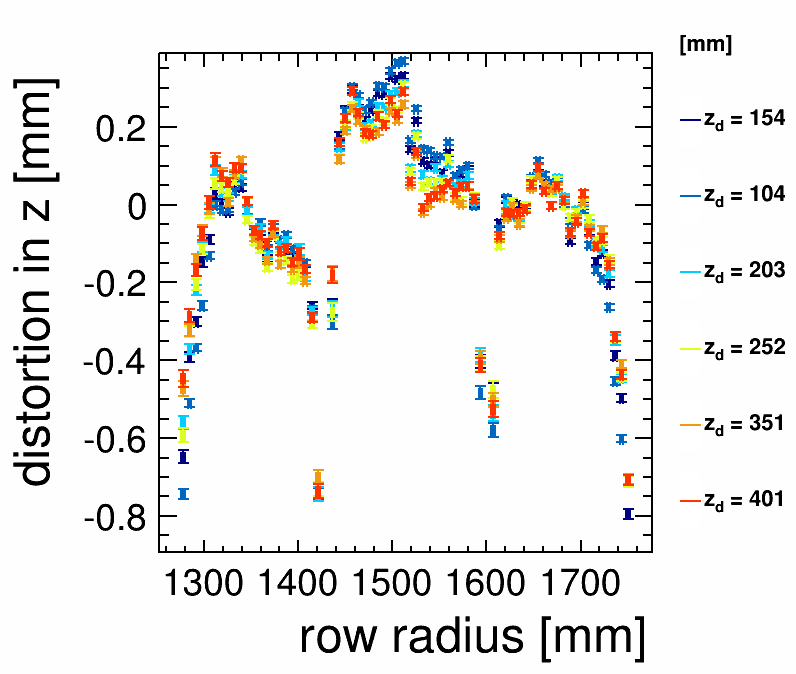 [mm]
distortion in z [mm]
0.2
0
-0.2
-0.4
-0.6
-0.8
1300 1400 1500 1600 1700
row radius [mm]
z_d = 154
z_d = 104
z_d = 203
z_d = 252
z_d = 351
z_d = 401